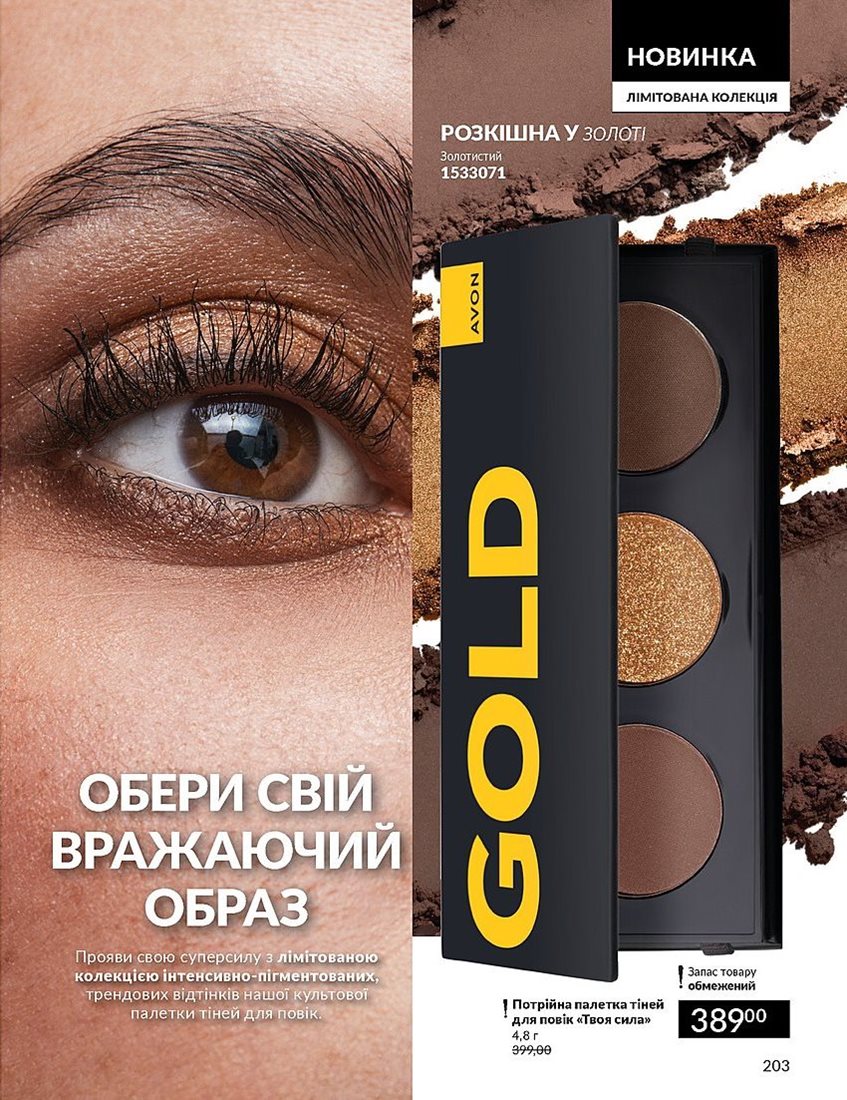 НОВИНКА
ЛІМІТОВАНА КОЛЕКЦІЯ
РОЗКІШНА У ЗОЛОТІ
Золотистий
1533071
AVON
GOLD
ОБЕРИ СВІЙ
ВРАЖАЮЧИЙ
ОБРАЗ
Прояви свою суперсилу з лімітованою
колекцією інтенсивно-пігментованих,
трендових відтінків нашої культової
палетки тіней для повік.
! Запас товару
обмежений
! Потрійна палетка тіней
для повік «Твоя сила»
4,8 г
399,00
38900
203